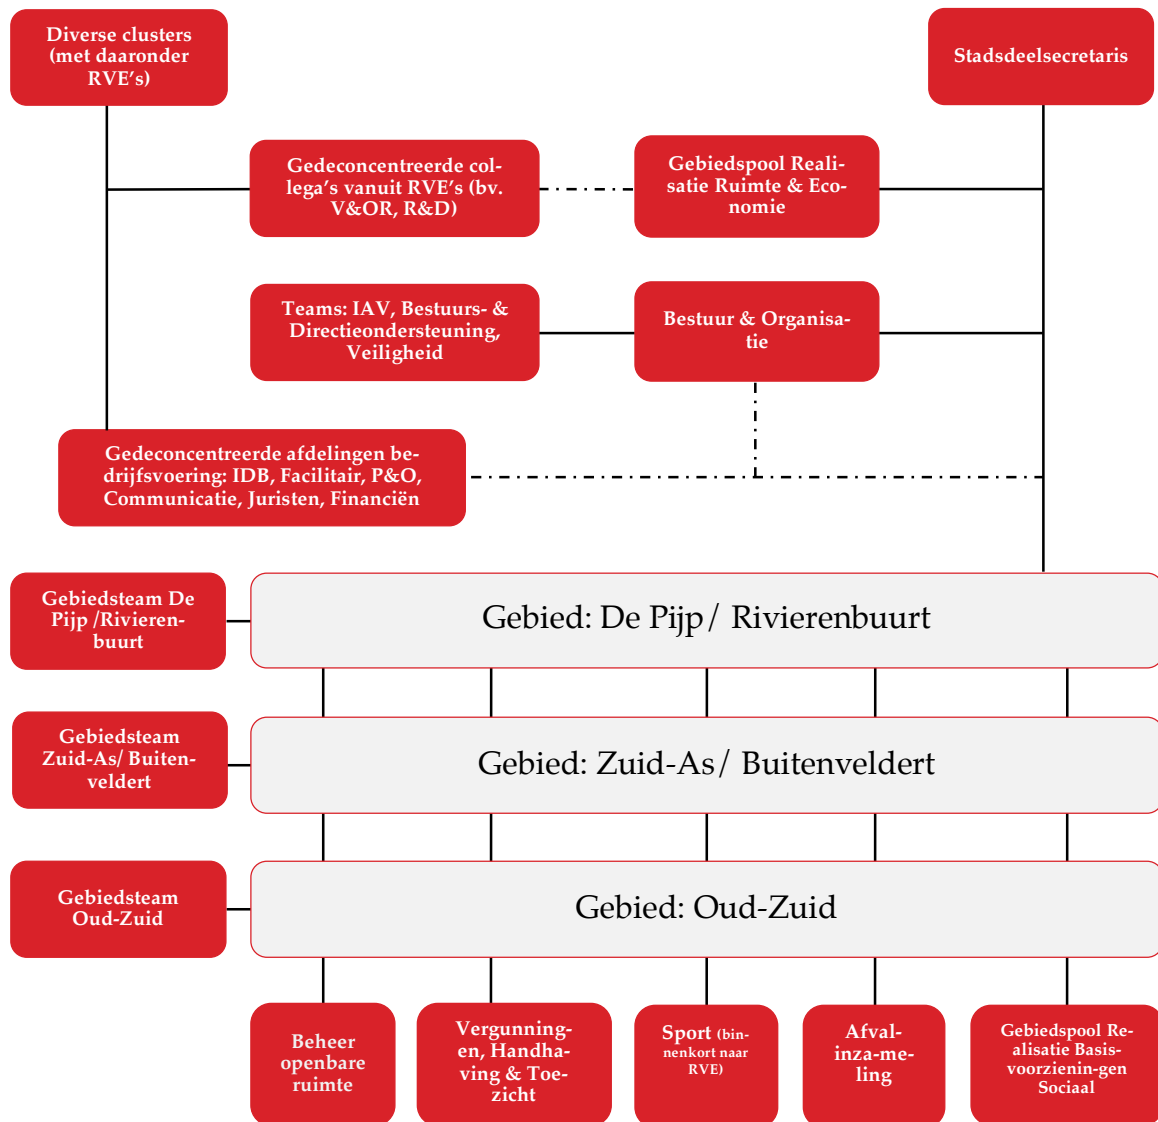 Diverse clusters
(met daaronder
RVE's)
Stadsdeelsecretaris
Gedeconcentreerde col-
lega's vanuit RVE's (bv.
V&OR, R&D)
Gebiedspool Reali-
satie Ruimte & Eco-
nomie
Teams: IAV, Bestuurs- &
Directieondersteuning,
Veiligheid
Bestuur & Organisa-
tie
Gedeconcentreerde afdelingen be-
drijfsvoering: IDB, Facilitair, P&O,
Communicatie, Juristen, Financiën
Gebiedsteam De
Pijp /Rivieren-
buurt
Gebied: De Pijp/ Rivierenbuurt
Gebiedsteam
Zuid-As/ Buiten-
veldert
Gebied: Zuid-As/ Buitenveldert
Gebiedsteam
Oud-Zuid
Gebied: Oud-Zuid
Beheer
openbare
ruimte
Vergunning-
en, Handha-
ving & Toe-
zicht
Sport (bin-
nenkort naar
RVE)
Afval-
inza-me-
ling
Gebiedspool Re-
alisatie Basis-
voorzienin-gen
Sociaal